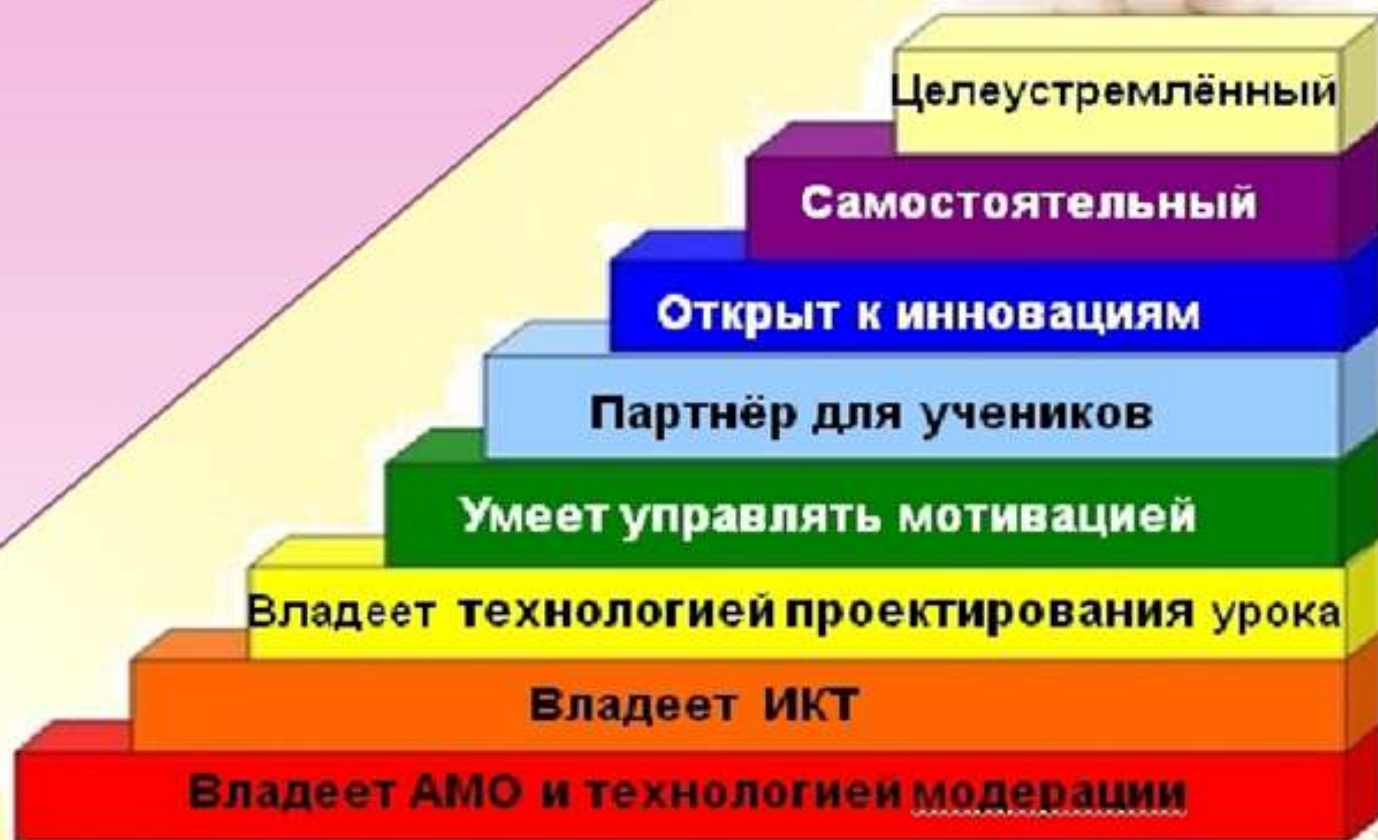 Целеустремлённый
Самостоятельный
Открыт к инновациям
Партнёр для учеников
Умеет управлять мотивацией
Владеет технологией проектирования урока
Владеет ИКТ
Владеет АМО и технологией модерации